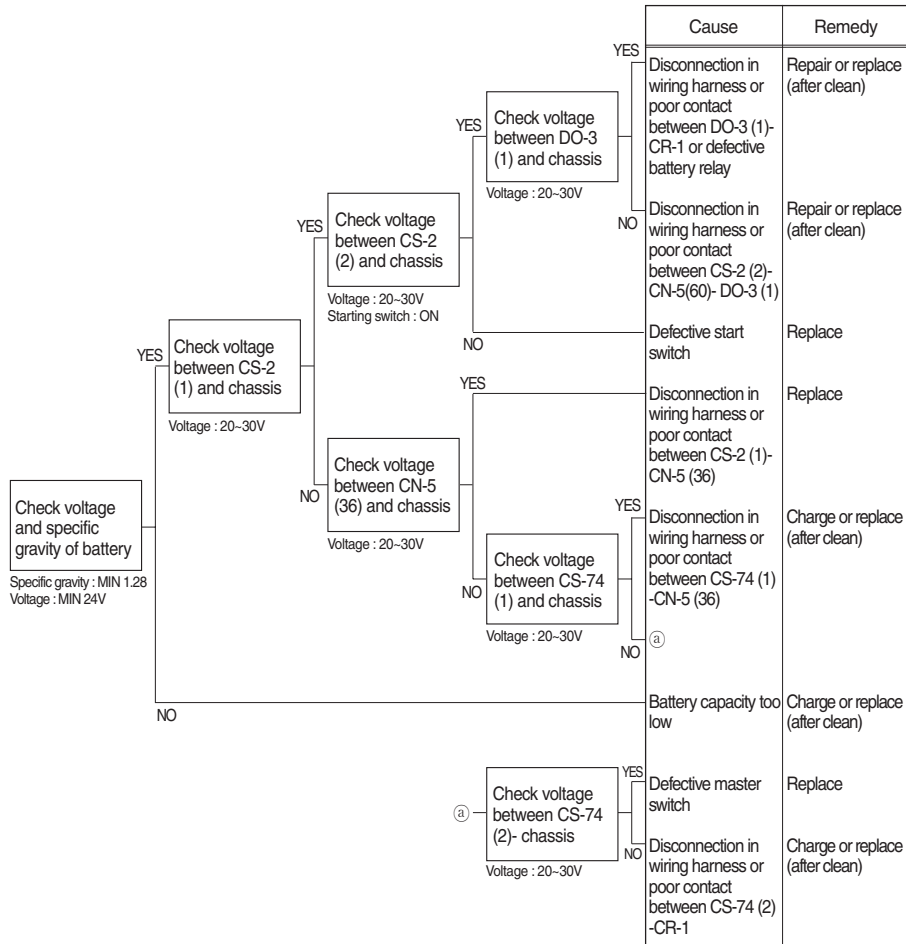 Cause
Remedy
YES
Disconnection in
wiring harness or
poor contact
between DO-3 (1)-
CR-1 or defective
battery relay
Repair or replace
(after clean)
YES
Check voltage
between DO-3
(1) and chassis
Voltage : 20~30V
NO
Disconnection in
wiring harness or
poor contact
between CS-2 (2)-
CN-5(60)- DO-3 (1)
Repair or replace
(after clean)
YES
Check voltage
between CS-2
(2) and chassis
Voltage : 20~30V
Starting switch : ON
NO
Defective start
switch
Replace
YES
Check voltage
between CS-2
(1) and chassis
Voltage : 20~30V
YES
Disconnection in
wiring harness or
poor contact
between CS-2 (1)-
CN-5 (36)
Replace
NO
Check voltage
between CN-5
(36) and chassis
Voltage : 20~30V
Check voltage
and specific
gravity of battery
Specific gravity : MIN 1.28
Voltage : MIN 24V
YES
Disconnection in
wiring harness or
poor contact
between CS-74 (1)
-CN-5 (36)
Charge or replace
(after clean)
NO
Check voltage
between CS-74
(1) and chassis
Voltage : 20~30V
NO
ⓐ
NO
Battery capacity too
low
Charge or replace
(after clean)
ⓐ
Check voltage
between CS-74
(2)- chassis
Voltage : 20~30V
YES
Defective master
switch
Replace
NO
Disconnection in
wiring harness or
poor contact
between CS-74 (2)
-CR-1
Charge or replace
(after clean)